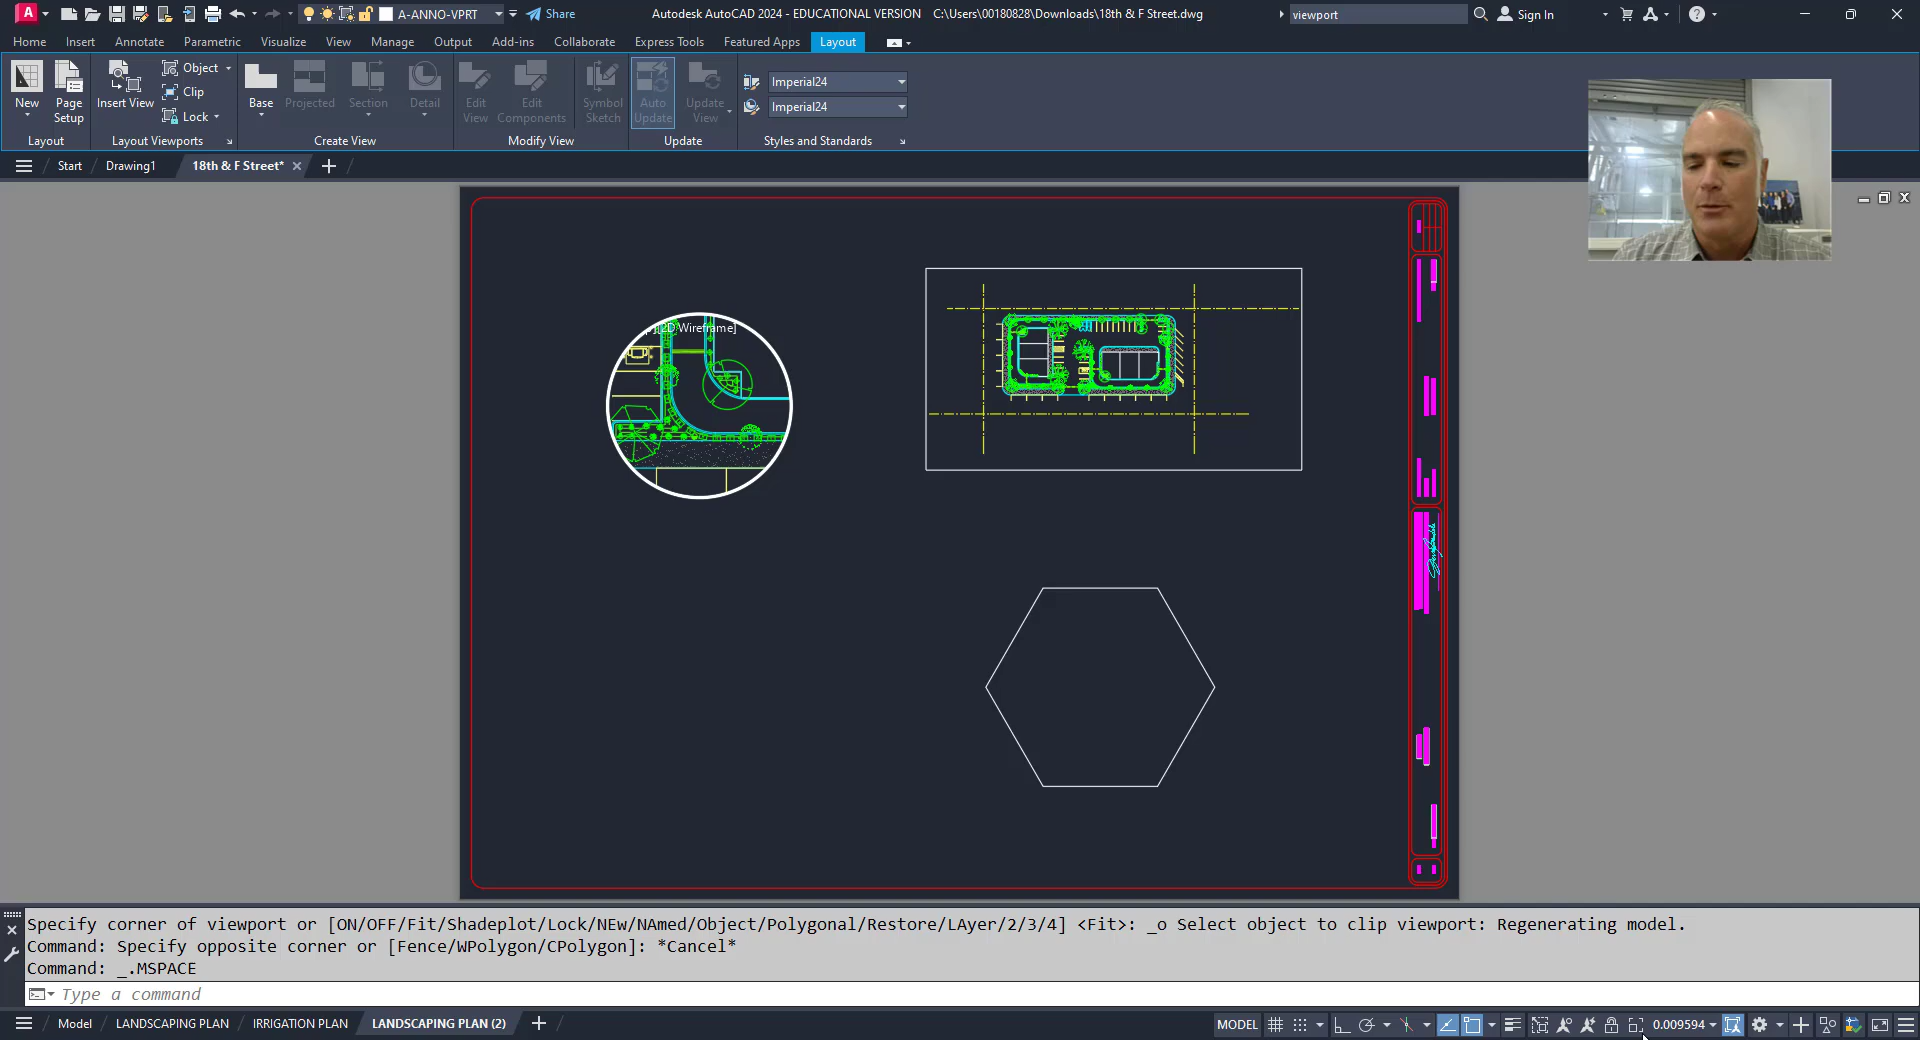 A-ANNO-VPRT
Share
Autodesk AutoCAD 2024 - EDUCATIONAL VERSION
C:\Users\00180828\Downloads\18th & F Street.dwg
viewport
Sign In
Home
Insert
Annotate
Parametric
Visualize
View
Manage
Output
Add-ins
Collaborate
Express Tools
Featured Apps
Layout
New
Page
Setup
Insert View
Object
Clip
Lock
Base
Projected
Section
Detail
Edit
View
Edit
Components
Symbol
Sketch
Auto
Update
Update
View
Imperial24
Imperial24
Layout
Layout Viewports
Create View
Modify View
Update
Styles and Standards
Start
Drawing1
18th & F Street*
][2D Wireframe]
Specify corner of viewport or [ON/OFF/Fit/Shadeplot/Lock/NEw/NAmed/Object/Polygonal/Restore/LAyer/2/3/4] <Fit>: _o Select object to clip viewport: Regenerating model.
Command: Specify opposite corner or [Fence/WPolygon/CPolygon]: *Cancel*
Command: _.MSPACE
Type a command
Model
LANDSCAPING PLAN
IRRIGATION PLAN
LANDSCAPING PLAN (2)
MODEL
0.009594